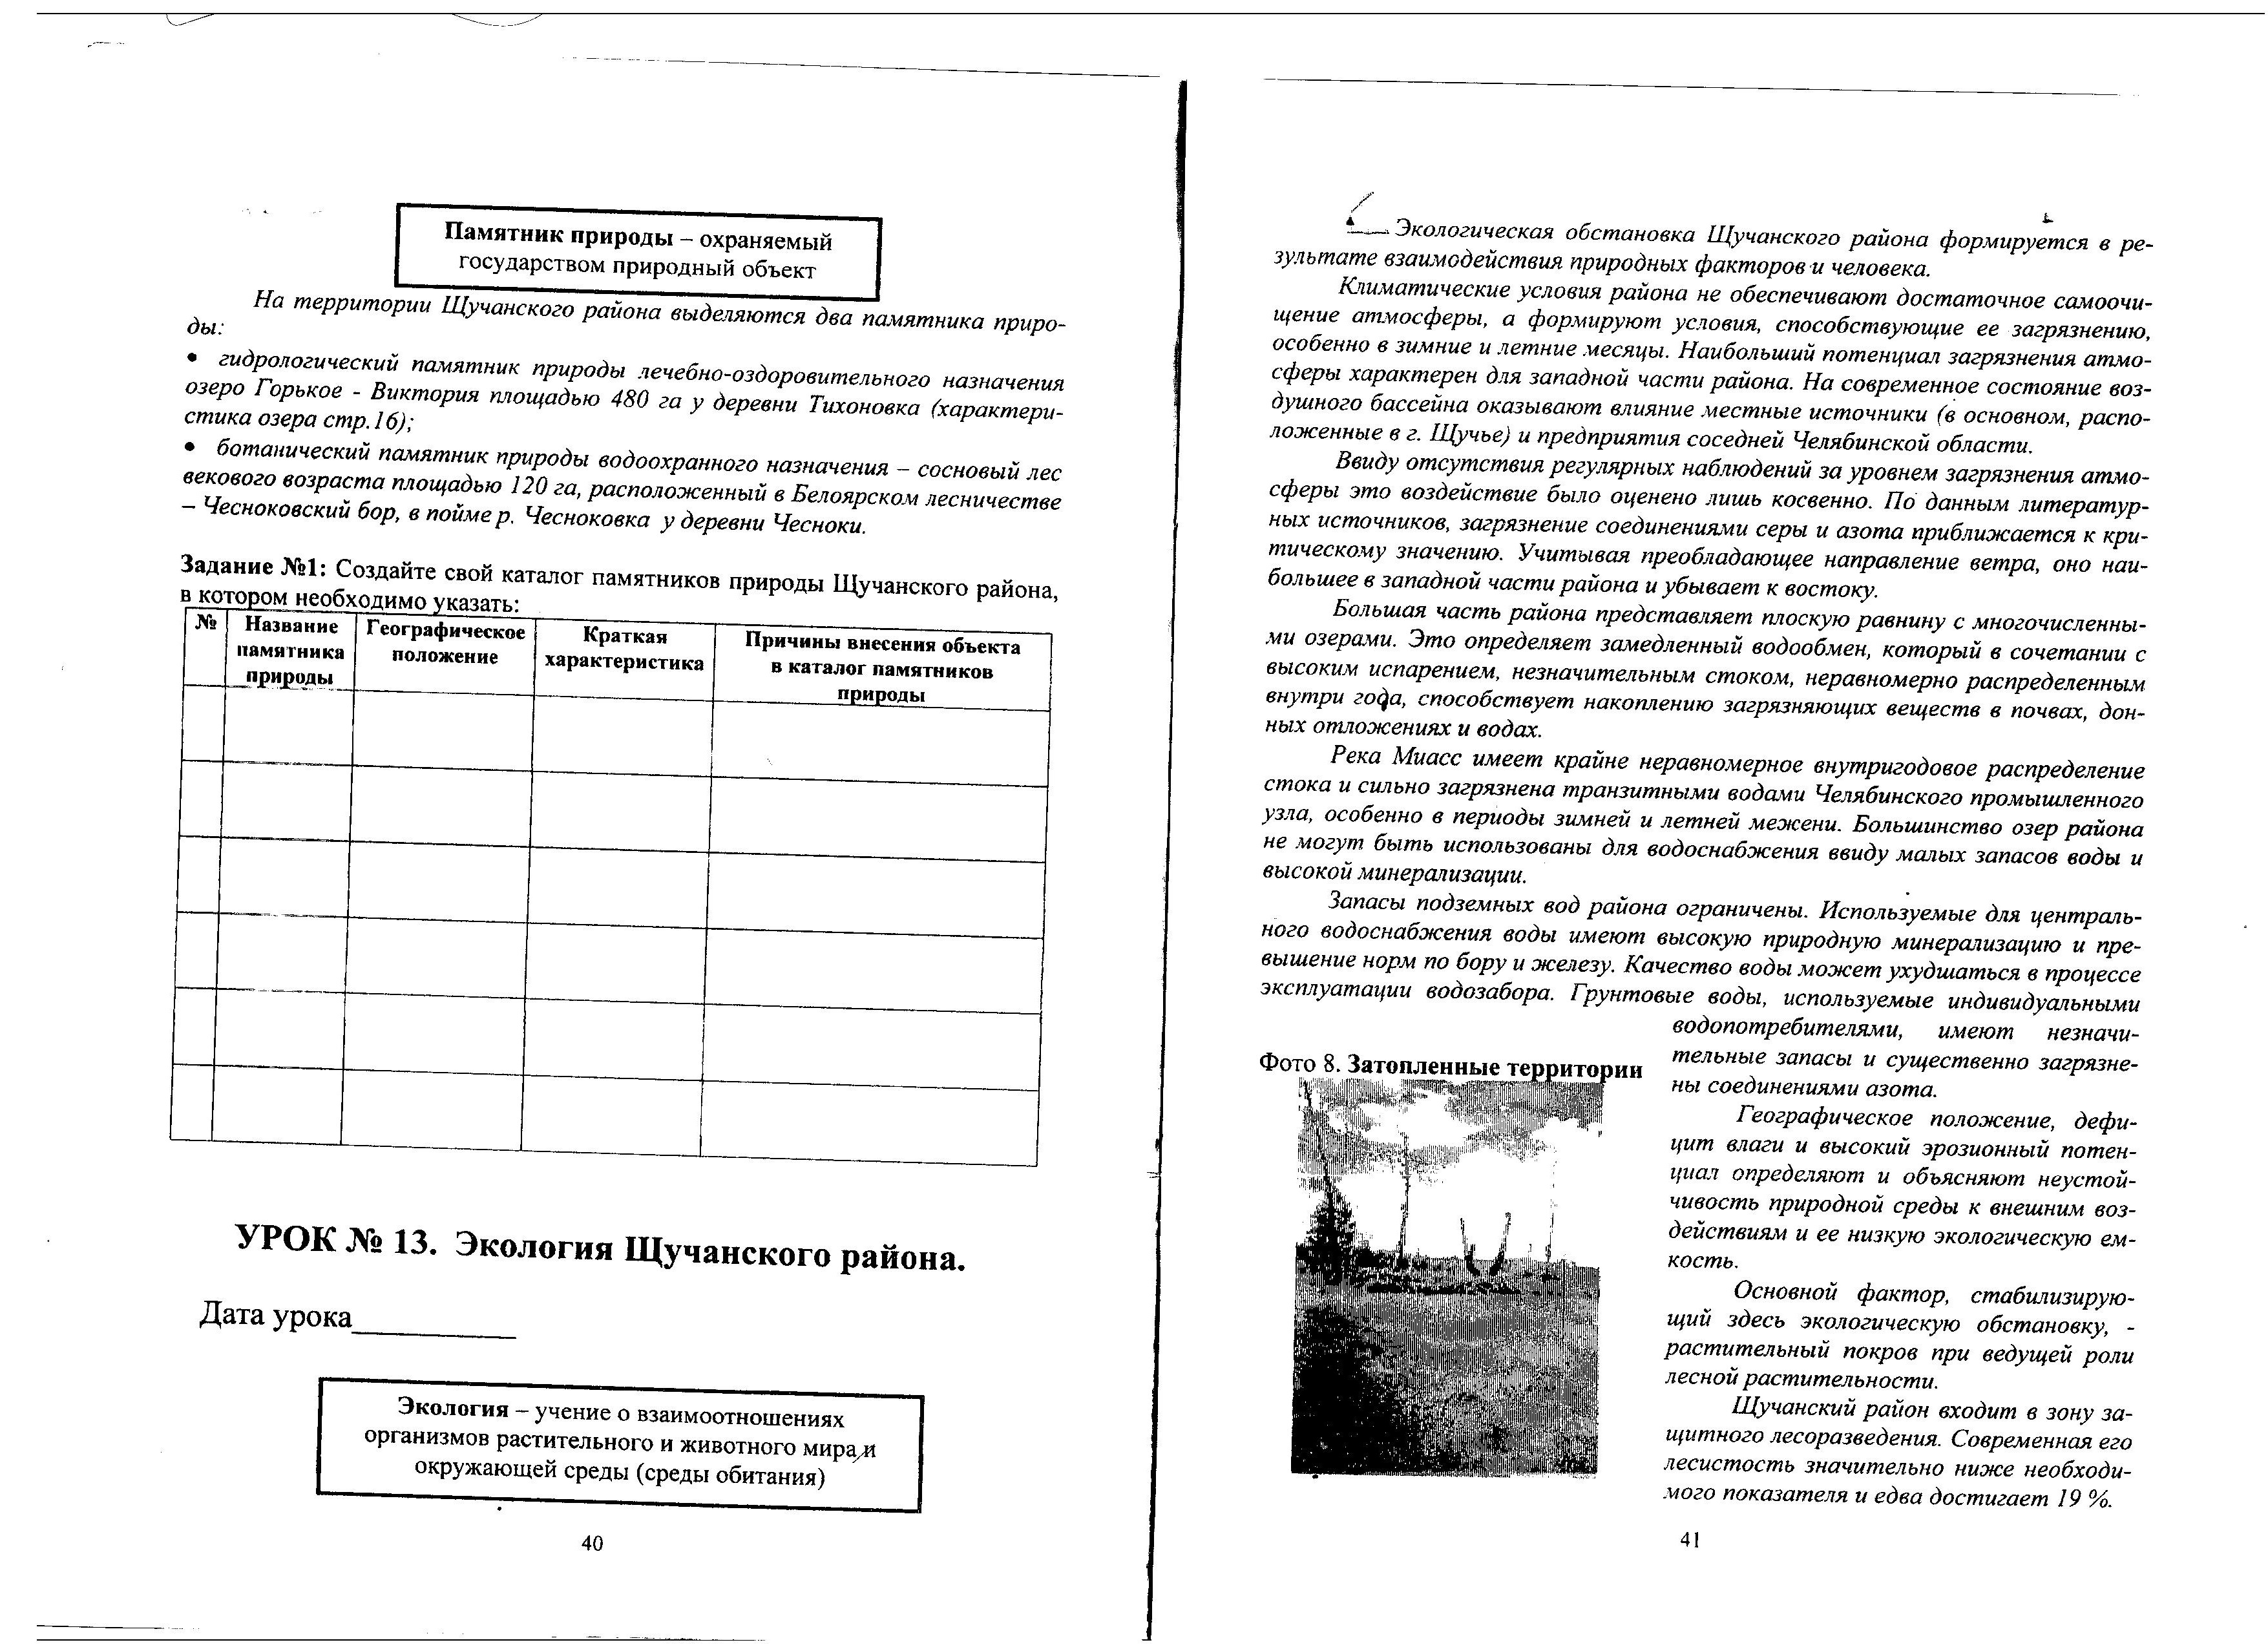 Памятник природы – охраняемый
государством природный объект
На территории Щучанского района выделяются два памятника приро-
ды:
• гидрологический памятник природы лечебно-оздоровительного назначения
озеро Горькое - Виктория площадью 480 га у деревни Тихоновка (характери-
стика озера стр.16);
• ботанический памятник природы водоохранного назначения – сосновый лес
векового возраста площадью 120 га, расположенный в Белоярском лесничестве
– Чесноковский бор, в пойме р. Чесноковка у деревни Чесноки.
Задание №1: Создайте свой каталог памятников природы Щучанского района,
в котором необходимо указать:
№ Название Географическое Краткая Причины внесения объекта
памятника положение характеристика в каталог памятников
природы природы
УРОК № 13. Экология Щучанского района.
Дата урока__________
Экология – учение о взаимоотношениях
организмов растительного и животного мира и
окружающей среды (среды обитания)
40
Экологическая обстановка Щучанского района формируется в ре-
зультате взаимодействия природных факторов и человека.
Климатические условия района не обеспечивают достаточное самоочи-
щение атмосферы, а формируют условия, способствующие ее загрязнению,
особенно в зимние и летние месяцы. Наибольший потенциал загрязнения атмо-
сферы характерен для западной части района. На современное состояние воз-
душного бассейна оказывают влияние местные источники (в основном, распо-
ложенные в г. Щучье) и предприятия соседней Челябинской области.
Ввиду отсутствия регулярных наблюдений за уровнем загрязнения атмо-
сферы это воздействие было оценено лишь косвенно. По данным литератур-
ных источников, загрязнение соединениями серы и азота приближается к кри-
тическому значению. Учитывая преобладающее направление ветра, оно наи-
большее в западной части района и убывает к востоку.
Большая часть района представляет плоскую равнину с многочисленны-
ми озерами. Это определяет замедленный водообмен, который в сочетании с
высоким испарением, незначительным стоком, неравномерно распределенным
внутри года, способствует накоплению загрязняющих веществ в почвах, дон-
ных отложениях и водах.
Река Миасс имеет крайне неравномерное внутригодовое распределение
стока и сильно загрязнена транзитными водами Челябинского промышленного
узла, особенно в периоды зимней и летней межени. Большинство озер района
не могут быть использованы для водоснабжения ввиду малых запасов воды и
высокой минерализации.
Запасы подземных вод района ограничены. Используемые для централь-
ного водоснабжения воды имеют высокую природную минерализацию и пре-
вышение норм по бору и железу. Качество воды может ухудшаться в процессе
эксплуатации водозабора. Грунтовые воды, используемые индивидуальными
водопотребителями, имеют незначи-
тельные запасы и существенно загрязне-
ны соединениями азота.
Фото 8. Затопленные территории
Географическое положение, дефи-
цит влаги и высокий эрозионный потен-
циал определяют и объясняют неустой-
чивость природной среды к внешним воз-
действиям и ее низкую экологическую ем-
кость.
Основной фактор, стабилизирую-
щий здесь экологическую обстановку, -
растительный покров при ведущей роли
лесной растительности.
Щучанский район входит в зону за-
щитного лесоразведения. Современная его
лесистость значительно ниже необходи-
мого показателя и едва достигает 19 %.
41